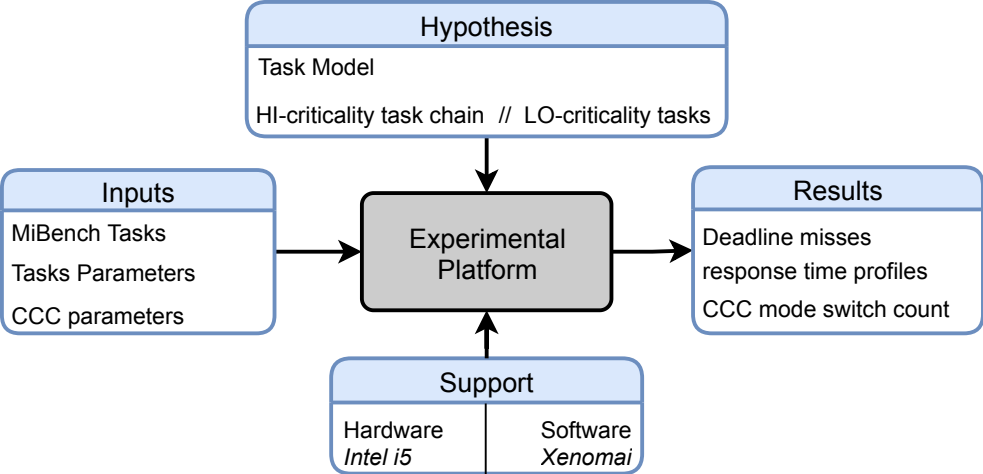 Hypothesis
Task Model
HI-criticality task chain // LO-criticality tasks
Inputs
MiBench Tasks
Tasks Parameters
CCC parameters
Experimental
Platform
Results
Deadline misses
response time profiles
CCC mode switch count
Support
Hardware
Intel i5
Software
Xenomai